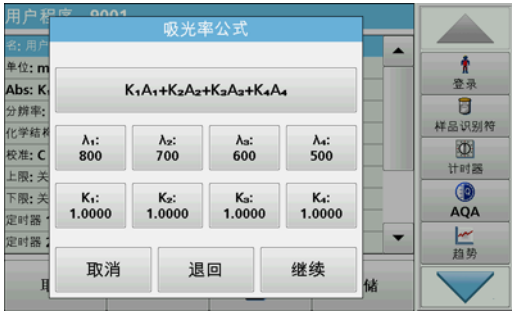 用户程序 9001
吸光率公式
名: 用户
单位: m
Abs: K₁
分辨率:
化学结构
校准: C
上限: 关
下限: 关
定时器
定时器
K₁A₁+K₂A₂+K₃A₃+K₄A₄
λ₁:
800
λ₂:
700
λ₃:
600
λ₄:
500
K₁:
1.0000
K₂:
1.0000
K₃:
1.0000
K₄:
1.0000
取消
退回
继续
储
登录
样品识别符
计时器
AQA
趋势